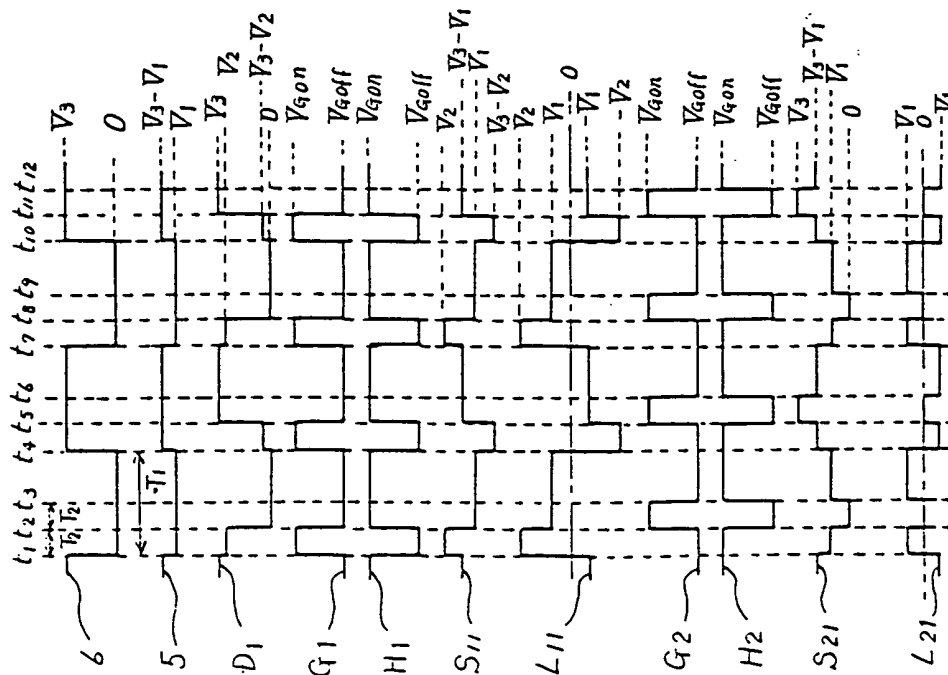 t₁ t₂ t₃ t₄ t₅ t₆ t₇ t₈ t₉ t₁₀ t₁₁ t₁₂
T₂ T₂
T₁
6
V₃
0
5
V₃-V₁
V₁
D₁
V₃
V₂
V₃-V₂
0
G₁
VGon
VGoff
H₁
VGon
VGoff
S₁₁
V₂
V₃-V₁
V₁
V₃-V₂
L₁₁
V₂
V₁
0
V₁
V₂
G₂
VGon
VGoff
H₂
VGon
VGoff
S₂₁
V₃
V₃-V₁
V₁
0
L₂₁
V₁
0
V₁